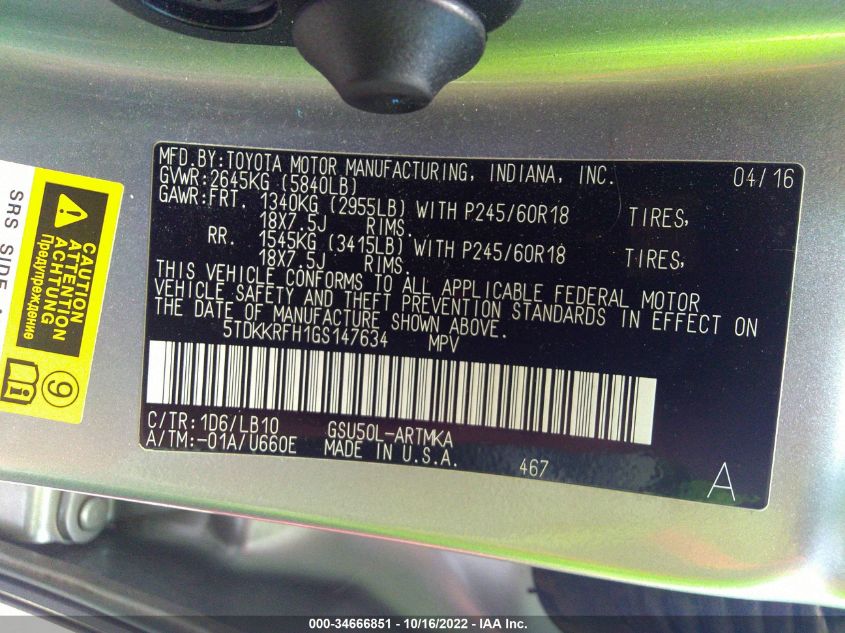 MFD.BY:TOYOTA MOTOR MANUFACTURING, INDIANA, INC. 04/16
GVWR:2645KG (5840LB)
GAWR:FRT. 1340KG (2955LB) WITH P245/60R18 TIRES,
18X7.5J RIMS.
RR. 1545KG (3415LB) WITH P245/60R18 TIRES,
18X7.5J RIMS.
THIS VEHICLE CONFORMS TO ALL APPLICABLE FEDERAL MOTOR
VEHICLE SAFETY AND THEFT PREVENTION STANDARDS IN EFFECT ON
THE DATE OF MANUFACTURE SHOWN ABOVE.
5TDKKRFH1GS147634 MPV
C/TR:1D6/LB10 GSU50L-ARTMKA
A/TM:-01A/U660E MADE IN U.S.A. 467 A
SRS SIDE
CAUTION
ATTENTION
ACHTUNG
Предупреждение
9
000-34666851 - 10/16/2022 - IAA Inc.